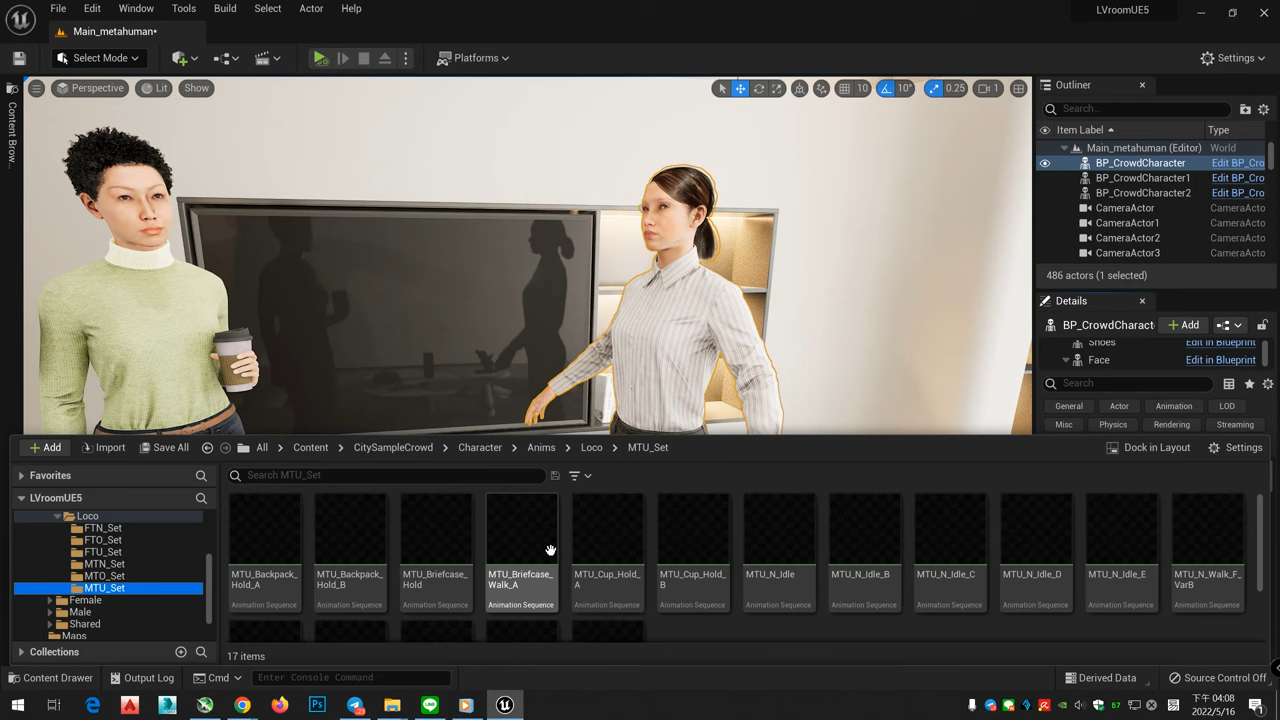 File Edit Window Tools Build Select Actor Help
LVroomUE5
Main_metahuman*
Select Mode
Platforms
Settings
Perspective
Lit
Show
10
10°
0.25
1
Content Brow...
Outliner
Search...
Item Label
Type
Main_metahuman (Editor) World
BP_CrowdCharacter Edit BP_Cro
BP_CrowdCharacter1 Edit BP_Cro
BP_CrowdCharacter2 Edit BP_Cro
CameraActor CameraActo
CameraActor1 CameraActo
CameraActor2 CameraActo
CameraActor3 CameraActo
486 actors (1 selected)
Details
BP_CrowdCharact
Add
Shoes Edit in Blueprint
Face Edit in Blueprint
Search
General Actor Animation LOD
Misc Physics Rendering Streaming
Add
Import
Save All
All
Content
CitySampleCrowd
Character
Anims
Loco
MTU_Set
Dock in Layout
Settings
Favorites
Search MTU_Set
LVroomUE5
Loco
FTN_Set
FTO_Set
FTU_Set
MTN_Set
MTO_Set
MTU_Set
Female
Male
Shared
Maps
Collections
MTU_Backpack_
Hold_A
Animation Sequence
MTU_Backpack_
Hold_B
Animation Sequence
MTU_Briefcase_
Hold
Animation Sequence
MTU_Briefcase_
Walk_A
Animation Sequence
MTU_Cup_Hold_
A
Animation Sequence
MTU_Cup_Hold_
B
Animation Sequence
MTU_N_Idle
Animation Sequence
MTU_N_Idle_B
Animation Sequence
MTU_N_Idle_C
Animation Sequence
MTU_N_Idle_D
Animation Sequence
MTU_N_Idle_E
Animation Sequence
MTU_N_Walk_F_
VarB
Animation Sequence
17 items
Content Drawer
Output Log
Cmd
Enter Console Command
Derived Data
Source Control Off
Ps
67
下午 04:08
2022/5/16